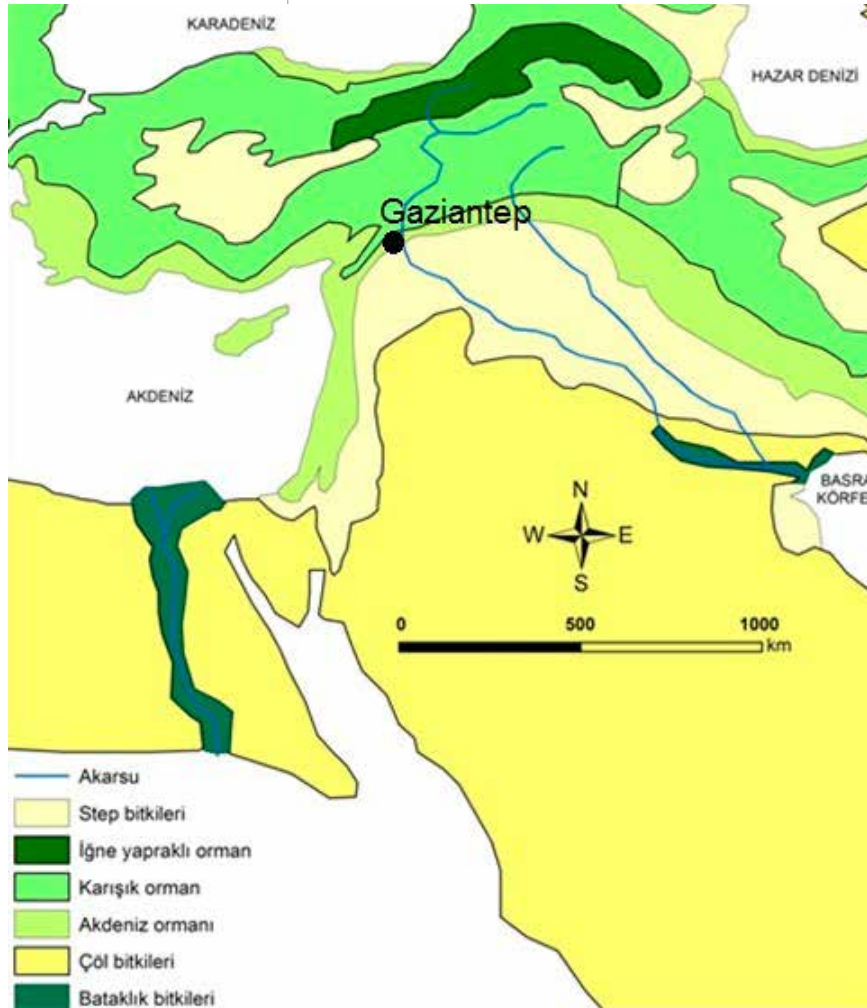 KARADENİZ
HAZAR DENİZİ
Gaziantep
AKDENİZ
BASRA
KÖRFE
N
W
E
S
0
500
1000
km
Akarsu
Step bitkileri
İğne yapraklı orman
Karışık orman
Akdeniz ormanı
Çöl bitkileri
Bataklık bitkileri